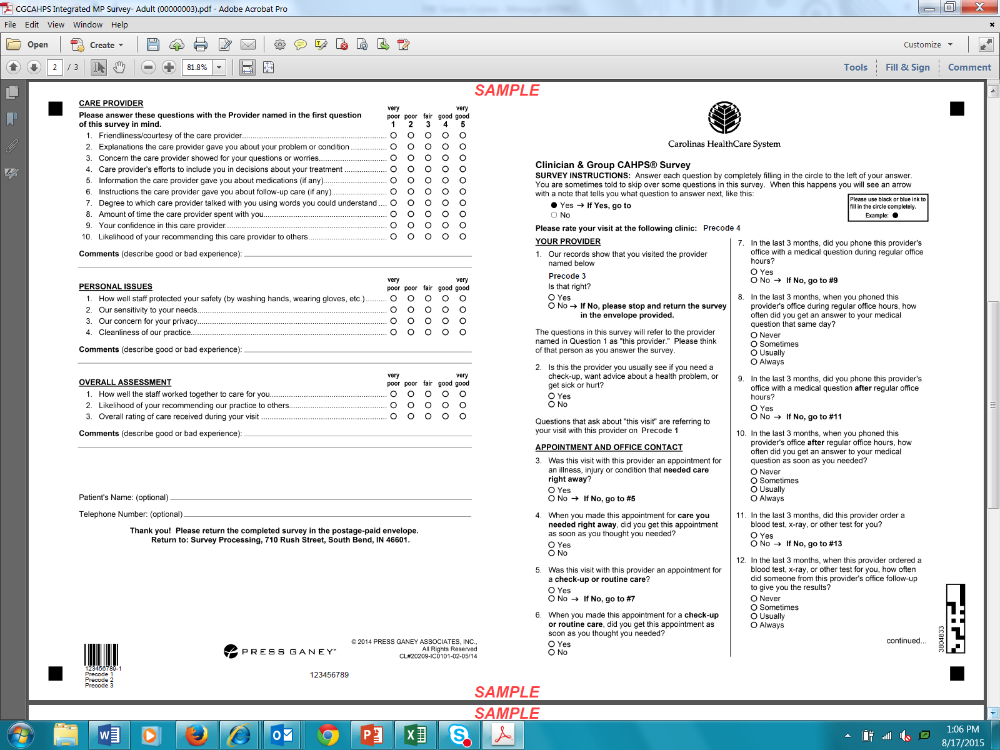 CGCAHPS Integrated MP Survey- Adult (00000003).pdf - Adobe Acrobat Pro
File Edit View Window Help
Open Create Customize
2 / 3 81.8% Tools Fill & Sign Comment
SAMPLE
CARE PROVIDER
Please answer these questions with the Provider named in the first question
of this survey in mind.
very poor 1 poor 2 fair 3 good 4 very good 5
1. Friendliness/courtesy of the care provider
2. Explanations the care provider gave you about your problem or condition
3. Concern the care provider showed for your questions or worries
4. Care provider's efforts to include you in decisions about your treatment
5. Information the care provider gave you about medications (if any)
6. Instructions the care provider gave you about follow-up care (if any)
7. Degree to which care provider talked with you using words you could understand
8. Amount of time the care provider spent with you
9. Your confidence in this care provider
10. Likelihood of your recommending this care provider to others
Comments (describe good or bad experience):
very poor poor fair good very good
PERSONAL ISSUES
1. How well staff protected your safety (by washing hands, wearing gloves, etc.)
2. Our sensitivity to your needs
3. Our concern for your privacy
4. Cleanliness of our practice
Comments (describe good or bad experience):
very poor poor fair good very good
OVERALL ASSESSMENT
1. How well the staff worked together to care for you
2. Likelihood of your recommending our practice to others
3. Overall rating of care received during your visit
Comments (describe good or bad experience):
Patient's Name: (optional)
Telephone Number: (optional)
Thank you! Please return the completed survey in the postage-paid envelope.
Return to: Survey Processing, 710 Rush Street, South Bend, IN 46601.
123456789-1
Precode 1
Precode 2
Precode 3
PRESS GANEY
© 2014 PRESS GANEY ASSOCIATES, INC.,
All Rights Reserved
CL#20209-IC0101-02-05/14
123456789
Carolinas HealthCare System
Clinician & Group CAHPS® Survey
SURVEY INSTRUCTIONS: Answer each question by completely filling in the circle to the left of your answer.
You are sometimes told to skip over some questions in this survey. When this happens you will see an arrow
with a note that tells you what question to answer next, like this:
Yes → If Yes, go to
No
Please use black or blue ink to
fill in the circle completely.
Example:
Please rate your visit at the following clinic: Precode 4
YOUR PROVIDER
1. Our records show that you visited the provider
named below
Precode 3
Is that right?
Yes
No → If No, please stop and return the survey
in the envelope provided.
The questions in this survey will refer to the provider
named in Question 1 as "this provider." Please think
of that person as you answer the survey.
2. Is this the provider you usually see if you need a
check-up, want advice about a health problem, or
get sick or hurt?
Yes
No
Questions that ask about "this visit" are referring to
your visit with this provider on Precode 1
APPOINTMENT AND OFFICE CONTACT
3. Was this visit with this provider an appointment for
an illness, injury or condition that needed care
right away?
Yes
No → If No, go to #5
4. When you made this appointment for care you
needed right away, did you get this appointment
as soon as you thought you needed?
Yes
No
5. Was this visit with this provider an appointment for
a check-up or routine care?
Yes
No → If No, go to #7
6. When you made this appointment for a check-up
or routine care, did you get this appointment as
soon as you thought you needed?
Yes
No
7. In the last 3 months, did you phone this provider's
office with a medical question during regular office
hours?
Yes
No → If No, go to #9
8. In the last 3 months, when you phoned this
provider's office during regular office hours, how
often did you get an answer to your medical
question that same day?
Never
Sometimes
Usually
Always
9. In the last 3 months, did you phone this provider's
office with a medical question after regular office
hours?
Yes
No → If No, go to #11
10. In the last 3 months, when you phoned this
provider's office after regular office hours, how
often did you get an answer to your medical
question as soon as you needed?
Never
Sometimes
Usually
Always
11. In the last 3 months, did this provider order a
blood test, x-ray, or other test for you?
Yes
No → If No, go to #13
12. In the last 3 months, when this provider ordered a
blood test, x-ray, or other test for you, how often
did someone from this provider's office follow-up
to give you the results?
Never
Sometimes
Usually
Always
continued...
3804833
SAMPLE
SAMPLE
1:06 PM
8/17/2015